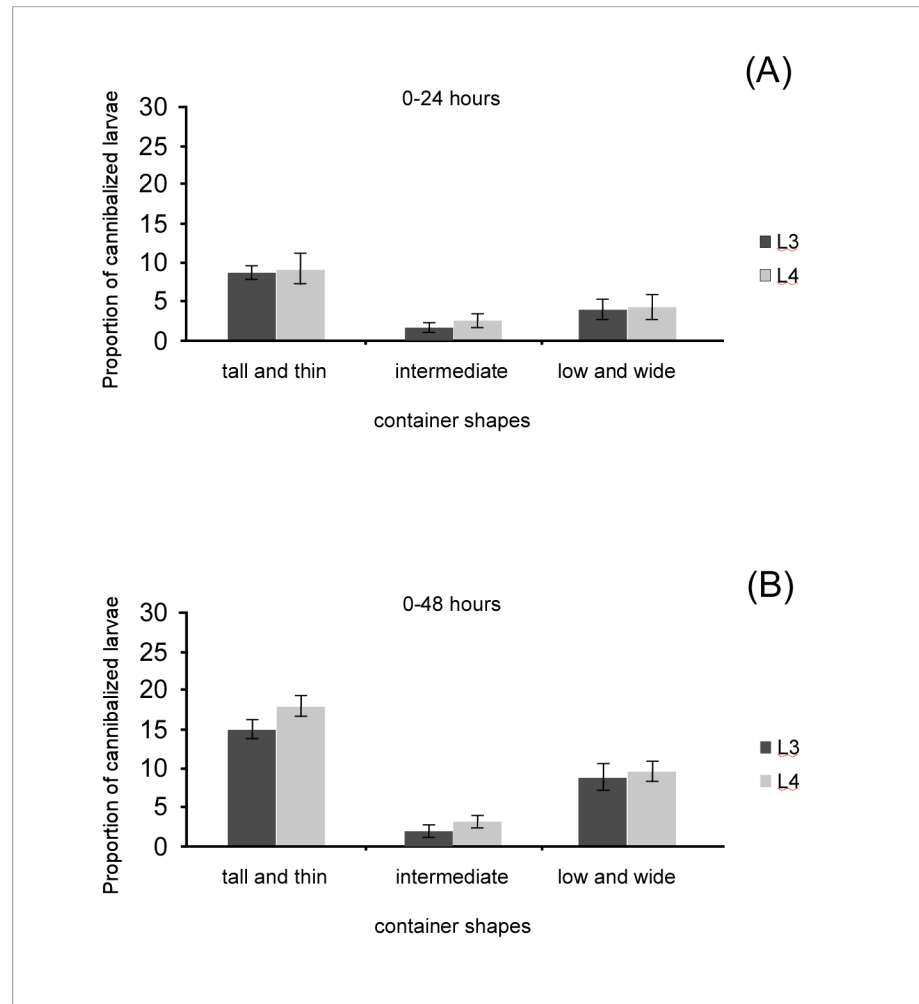 (A)
0-24 hours
Proportion of cannibalized larvae
30
25
20
15
10
5
0
L3
L4
tall and thin intermediate low and wide
container shapes
(B)
0-48 hours
Proportion of cannibalized larvae
30
25
20
15
10
5
0
L3
L4
tall and thin intermediate low and wide
container shapes